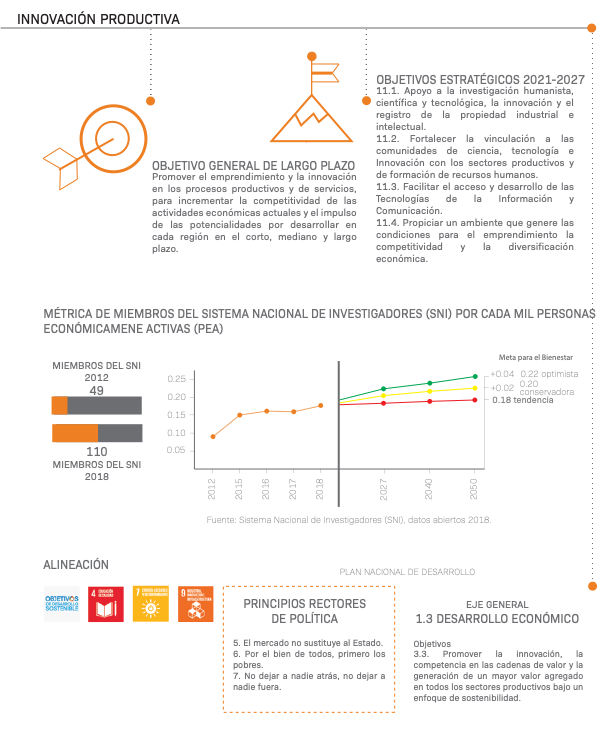 INNOVACIÓN PRODUCTIVA
OBJETIVO GENERAL DE LARGO PLAZO
Promover el emprendimiento y la innovación
en los procesos productivos y de servicios,
para incrementar la competitividad de las
actividades económicas actuales y el impulso
de las potencialidades por desarrollar en
cada región en el corto, mediano y largo
plazo.
OBJETIVOS ESTRATÉGICOS 2021-2027
11.1. Apoyo a la investigación humanista,
científica y tecnológica, la innovación y el
registro de la propiedad industrial e
intelectual.
11.2. Fortalecer la vinculación a las
comunidades de ciencia, tecnología e
Innovación con los sectores productivos y
de formación de recursos humanos.
11.3. Facilitar el acceso y desarrollo de las
Tecnologías de la Información y
Comunicación.
11.4. Propiciar un ambiente que genere las
condiciones para el emprendimiento la
competitividad y la diversificación
económica.
MÉTRICA DE MIEMBROS DEL SISTEMA NACIONAL DE INVESTIGADORES (SNI) POR CADA MIL PERSONAS
ECONÓMICAMENE ACTIVAS (PEA)
MIEMBROS DEL SNI
2012
49
110
MIEMBROS DEL SNI
2018
0.25
0.20
0.15
0.10
0.05
2012
2015
2016
2017
2018
2027
2040
2050
Meta para el Bienestar
+0.04 0.22 optimista
+0.02 0.20
conservadora
0.18 tendencia
Fuente: Sistema Nacional de Investigadores (SNI), datos abiertos 2018.
ALINEACIÓN
OBJETIVOS
DE DESARROLLO
SOSTENIBLE
4 EDUCACIÓN
DE CALIDAD
7
9
PLAN NACIONAL DE DESARROLLO
PRINCIPIOS RECTORES
DE POLÍTICA
5. El mercado no sustituye al Estado.
6. Por el bien de todos, primero los
pobres.
7. No dejar a nadie atrás, no dejar a
nadie fuera.
EJE GENERAL
1.3 DESARROLLO ECONÓMICO
Objetivos
3.3. Promover la innovación, la
competencia en las cadenas de valor y la
generación de un mayor valor agregado
en todos los sectores productivos bajo un
enfoque de sostenibilidad.